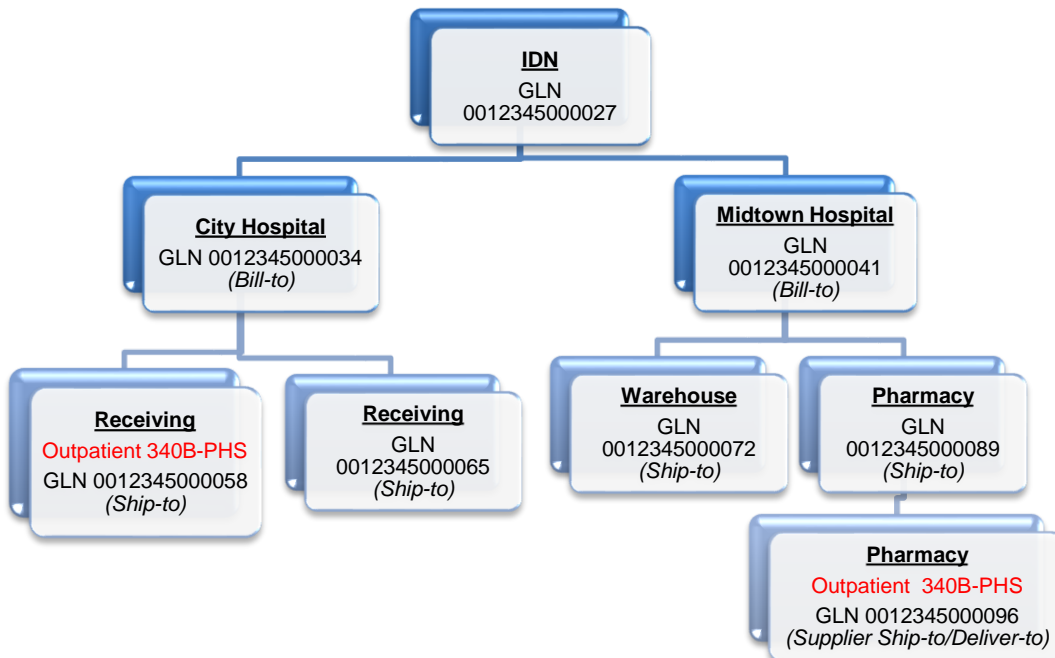 IDN
GLN
0012345000027
City Hospital
GLN 0012345000034
(Bill-to)
Midtown Hospital
GLN
0012345000041
(Bill-to)
Receiving
Outpatient 340B-PHS
GLN 0012345000058
(Ship-to)
Receiving
GLN
0012345000065
(Ship-to)
Warehouse
GLN
0012345000072
(Ship-to)
Pharmacy
GLN
0012345000089
(Ship-to)
Pharmacy
Outpatient 340B-PHS
GLN 0012345000096
(Supplier Ship-to/Deliver-to)